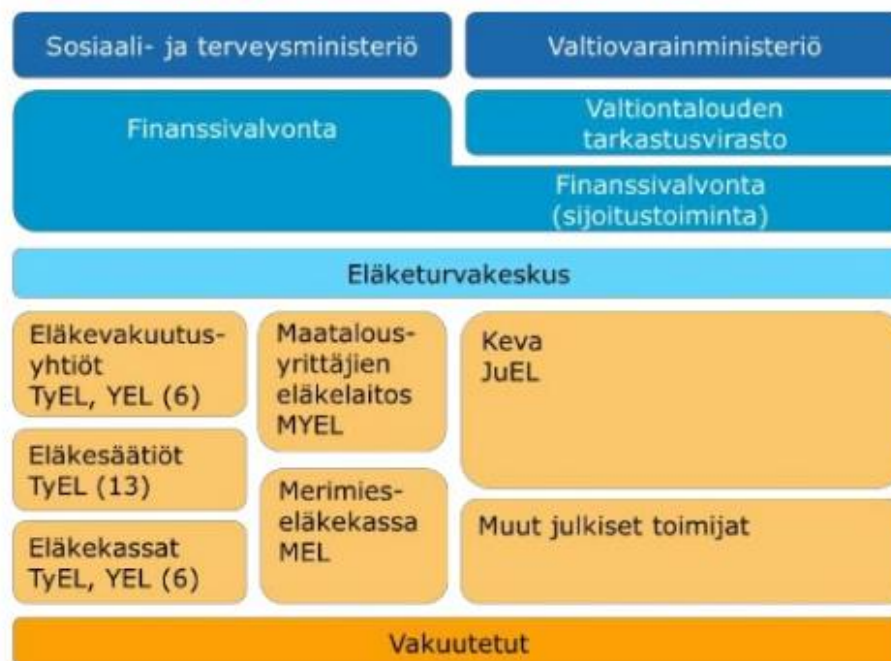 Sosiaali- ja terveysministeriö
Valtiovarainministeriö
Finanssivalvonta
Valtiontalouden
tarkastusvirasto
Finanssivalvonta
(sijoitustoiminta)
Eläketurvakeskus
Eläkevakuutus-
yhtiöt
TyEL, YEL (6)
Eläkesäätiöt
TyEL (13)
Eläkekassat
TyEL, YEL (6)
Maatalous-
yrittäjien
eläkelaitos
MYEL
Merimies-
eläkekassa
MEL
Keva
JuEL
Muut julkiset toimijat
Vakuutetut